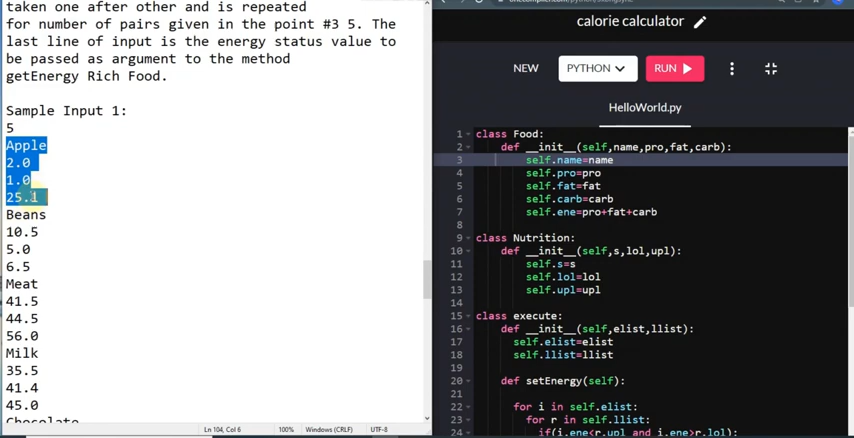 taken one after other and is repeated
for number of pairs given in the point #3 5. The
last line of input is the energy status value to
be passed as argument to the method
getEnergy Rich Food.
Sample Input 1:
5
Apple
2.0
1.0
25.1
Beans
10.5
5.0
6.5
Meat
41.5
44.5
56.0
Milk
35.5
41.4
45.0
Chocolate
Ln 104, Col 6 100% Windows (CRLF) UTF-8
calorie calculator
NEW PYTHON RUN
HelloWorld.py
1 class Food:
2 def __init__(self,name,pro,fat,carb):
3 self.name=name
4 self.pro=pro
5 self.fat=fat
6 self.carb=carb
7 self.ene=pro+fat+carb
8
9 class Nutrition:
10 def __init__(self,s,lol,upl):
11 self.s=s
12 self.lol=lol
13 self.upl=upl
14
15 class execute:
16 def __init__(self,elist,llist):
17 self.elist=elist
18 self.llist=llist
19
20 def setEnergy(self):
21
22 for i in self.elist:
23 for r in self.llist:
24 if(i.ene<r.upl and i.ene>r.lol):